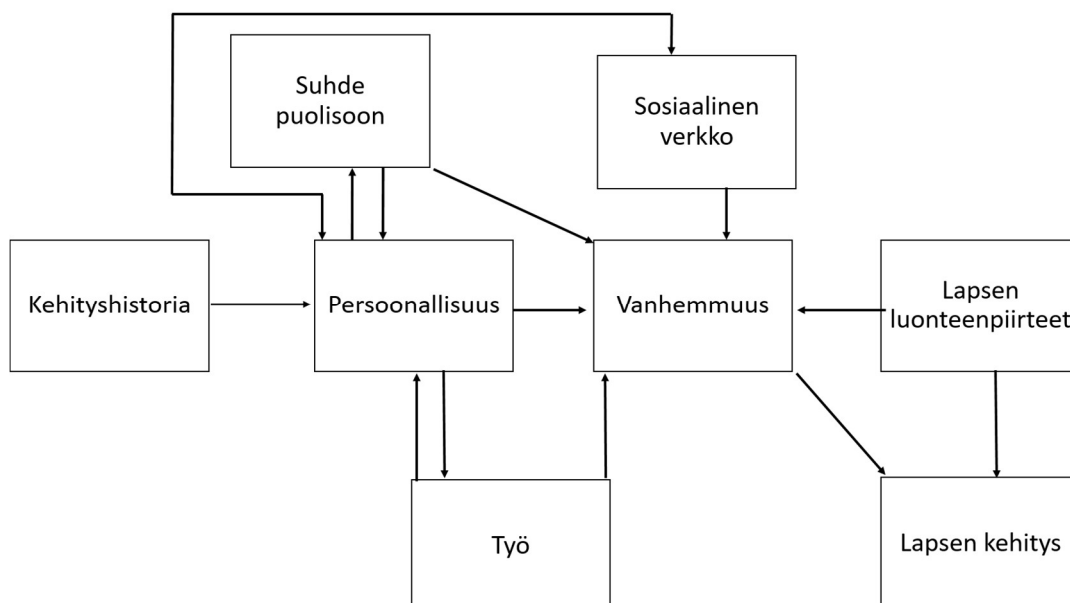 Suhde
puolisoon
Sosiaalinen
verkko
Kehityshistoria
Persoonallisuus
Vanhemmuus
Lapsen
luonteenpiirteet
Työ
Lapsen kehitys